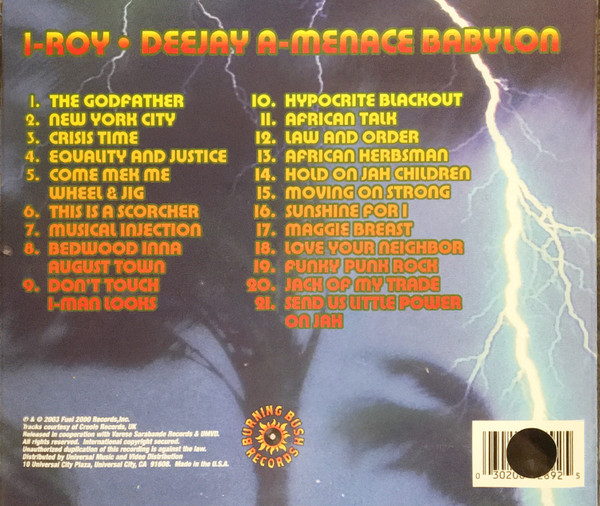 I-ROY • DEEJAY A-MENACE BABYLON
1. THE GODFATHER
2. NEW YORK CITY
3. CRISIS TIME
4. EQUALITY AND JUSTICE
5. COME MEK ME
WHEEL & JIG
6. THIS IS A SCORCHER
7. MUSICAL INJECTION
8. BEDWOOD INNA
AUGUST TOWN
9. DON'T TOUCH
I-MAN LOOKS
10. HYPOCRITE BLACKOUT
11. AFRICAN TALK
12. LAW AND ORDER
13. AFRICAN HERBSMAN
14. HOLD ON JAH CHILDREN
15. MOVING ON STRONG
16. SUNSHINE FOR I
17. MAGGIE BREAST
18. LOVE YOUR NEIGHBOR
19. FUNKY PUNK ROCK
20. JACK OF MY TRADE
21. SEND US LITTLE POWER
ON JAH
℗ & © 2003 Fuel 2000 Records,Inc.
Tracks courtesy of Creole Records, UK
Released in cooperation with Varese Sarabande Records & UMVD.
All rights reserved. International copyright secured.
Unauthorized duplication of this recording is against the law.
Distributed by Universal Music and Video Distribution
10 Universal City Plaza, Universal City, CA 91608. Made in the U.S.A.
BURNING BUSH
RECORDS
0 5